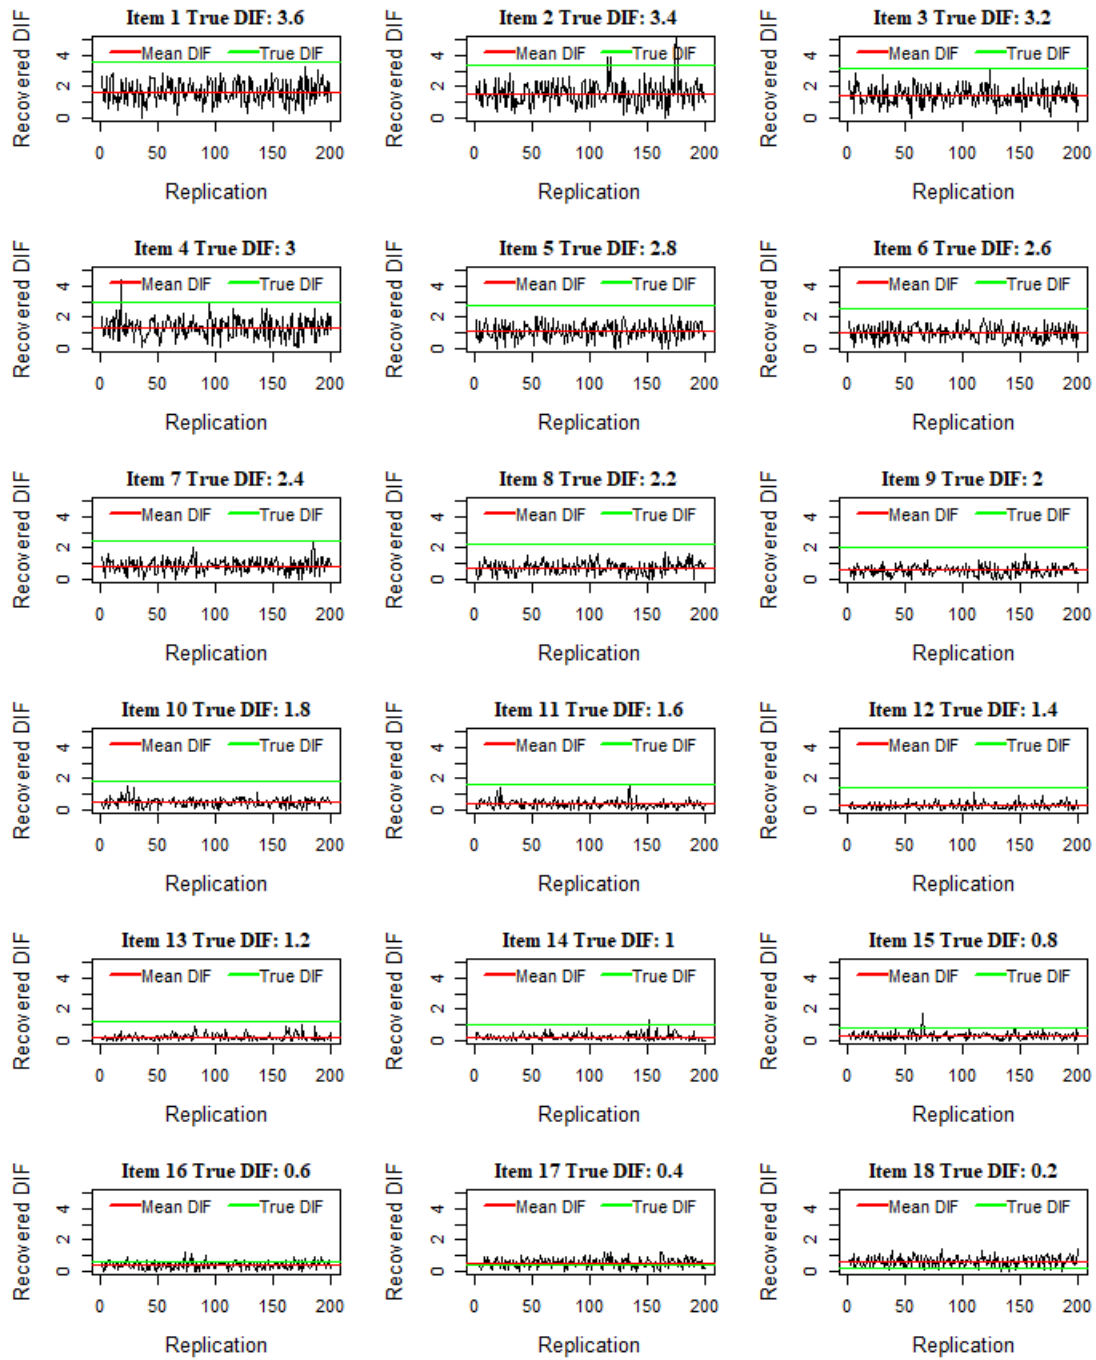 Item 1 True DIF: 3.6
Mean DIF True DIF
Recovered DIF
0 2 4
0 50 100 150 200
Replication
Item 2 True DIF: 3.4
Mean DIF True DIF
Recovered DIF
0 2 4
0 50 100 150 200
Replication
Item 3 True DIF: 3.2
Mean DIF True DIF
Recovered DIF
0 2 4
0 50 100 150 200
Replication
Item 4 True DIF: 3
Mean DIF True DIF
Recovered DIF
0 2 4
0 50 100 150 200
Replication
Item 5 True DIF: 2.8
Mean DIF True DIF
Recovered DIF
0 2 4
0 50 100 150 200
Replication
Item 6 True DIF: 2.6
Mean DIF True DIF
Recovered DIF
0 2 4
0 50 100 150 200
Replication
Item 7 True DIF: 2.4
Mean DIF True DIF
Recovered DIF
0 2 4
0 50 100 150 200
Replication
Item 8 True DIF: 2.2
Mean DIF True DIF
Recovered DIF
0 2 4
0 50 100 150 200
Replication
Item 9 True DIF: 2
Mean DIF True DIF
Recovered DIF
0 2 4
0 50 100 150 200
Replication
Item 10 True DIF: 1.8
Mean DIF True DIF
Recovered DIF
0 2 4
0 50 100 150 200
Replication
Item 11 True DIF: 1.6
Mean DIF True DIF
Recovered DIF
0 2 4
0 50 100 150 200
Replication
Item 12 True DIF: 1.4
Mean DIF True DIF
Recovered DIF
0 2 4
0 50 100 150 200
Replication
Item 13 True DIF: 1.2
Mean DIF True DIF
Recovered DIF
0 2 4
0 50 100 150 200
Replication
Item 14 True DIF: 1
Mean DIF True DIF
Recovered DIF
0 2 4
0 50 100 150 200
Replication
Item 15 True DIF: 0.8
Mean DIF True DIF
Recovered DIF
0 2 4
0 50 100 150 200
Replication
Item 16 True DIF: 0.6
Mean DIF True DIF
Recovered DIF
0 2 4
0 50 100 150 200
Replication
Item 17 True DIF: 0.4
Mean DIF True DIF
Recovered DIF
0 2 4
0 50 100 150 200
Replication
Item 18 True DIF: 0.2
Mean DIF True DIF
Recovered DIF
0 2 4
0 50 100 150 200
Replication